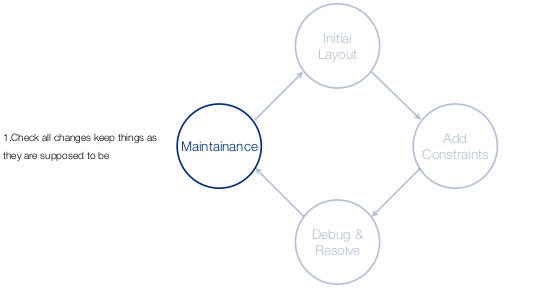 Initial
Layout
1.Check all changes keep things as
they are supposed to be
Maintainance
Add
Constraints
Debug &
Resolve